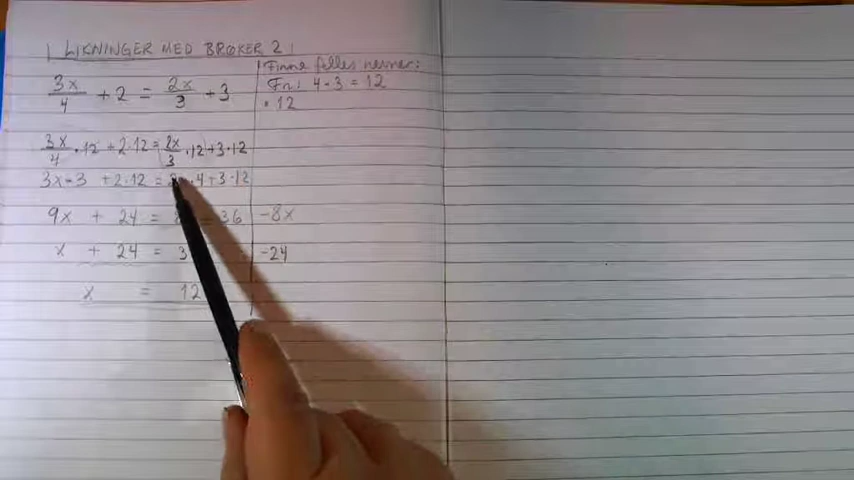 LIKNINGER MED BRØKER 2
3x/4 + 2 = 2x/3 + 3
Finne felles nevner:
Fn: 4·3 = 12
·12
3x/4 ·12 + 2·12 = 2x/3 ·12 + 3·12
3x·3 + 2·12 = 2 ·4 + 3·12
9x + 24 = 8 36 -8x
x + 24 = 3 -24
x = 12